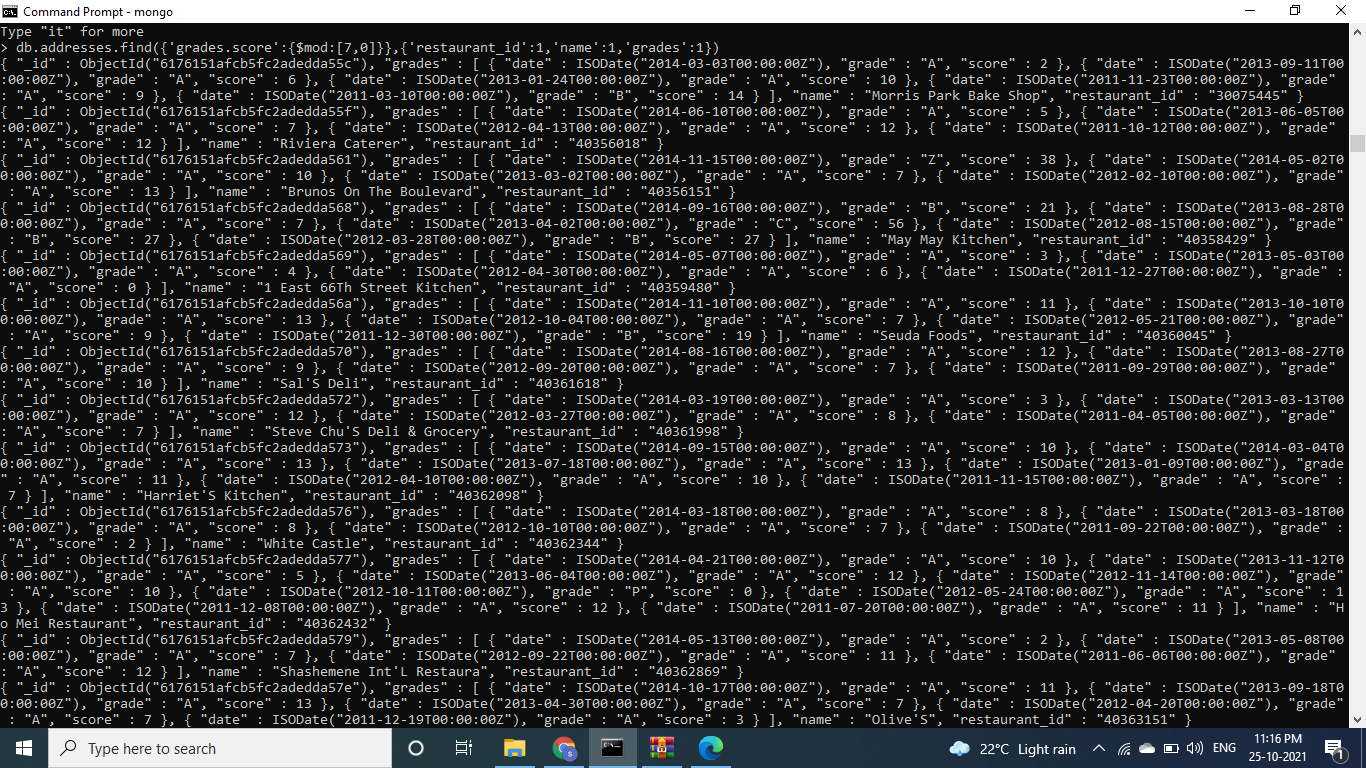 Command Prompt - mongo
Type "it" for more
> db.addresses.find({'grades.score':{$mod:[7,0]}},{'restaurant_id':1,'name':1,'grades':1})
{ "_id" : ObjectId("6176151afcb5fc2adedda55c"), "grades" : [ { "date" : ISODate("2014-03-03T00:00:00Z"), "grade" : "A", "score" : 2 }, { "date" : ISODate("2013-09-11T00
:00:00Z"), "grade" : "A", "score" : 6 }, { "date" : ISODate("2013-01-24T00:00:00Z"), "grade" : "A", "score" : 10 }, { "date" : ISODate("2011-11-23T00:00:00Z"), "grade"
: "A", "score" : 9 }, { "date" : ISODate("2011-03-10T00:00:00Z"), "grade" : "B", "score" : 14 } ], "name" : "Morris Park Bake Shop", "restaurant_id" : "30075445" }
{ "_id" : ObjectId("6176151afcb5fc2adedda55f"), "grades" : [ { "date" : ISODate("2014-06-10T00:00:00Z"), "grade" : "A", "score" : 5 }, { "date" : ISODate("2013-06-05T00
:00:00Z"), "grade" : "A", "score" : 7 }, { "date" : ISODate("2012-04-13T00:00:00Z"), "grade" : "A", "score" : 12 }, { "date" : ISODate("2011-10-12T00:00:00Z"), "grade"
: "A", "score" : 12 } ], "name" : "Riviera Caterer", "restaurant_id" : "40356018" }
{ "_id" : ObjectId("6176151afcb5fc2adedda561"), "grades" : [ { "date" : ISODate("2014-11-15T00:00:00Z"), "grade" : "Z", "score" : 38 }, { "date" : ISODate("2014-05-02T0
0:00:00Z"), "grade" : "A", "score" : 10 }, { "date" : ISODate("2013-03-02T00:00:00Z"), "grade" : "A", "score" : 7 }, { "date" : ISODate("2012-02-10T00:00:00Z"), "grade"
: "A", "score" : 13 } ], "name" : "Brunos On The Boulevard", "restaurant_id" : "40356151" }
{ "_id" : ObjectId("6176151afcb5fc2adedda568"), "grades" : [ { "date" : ISODate("2014-09-16T00:00:00Z"), "grade" : "B", "score" : 21 }, { "date" : ISODate("2013-08-28T0
0:00:00Z"), "grade" : "A", "score" : 7 }, { "date" : ISODate("2013-04-02T00:00:00Z"), "grade" : "C", "score" : 56 }, { "date" : ISODate("2012-08-15T00:00:00Z"), "grade"
: "B", "score" : 27 }, { "date" : ISODate("2012-03-28T00:00:00Z"), "grade" : "B", "score" : 27 } ], "name" : "May May Kitchen", "restaurant_id" : "40358429" }
{ "_id" : ObjectId("6176151afcb5fc2adedda569"), "grades" : [ { "date" : ISODate("2014-05-07T00:00:00Z"), "grade" : "A", "score" : 3 }, { "date" : ISODate("2013-05-03T00
:00:00Z"), "grade" : "A", "score" : 4 }, { "date" : ISODate("2012-04-30T00:00:00Z"), "grade" : "A", "score" : 6 }, { "date" : ISODate("2011-12-27T00:00:00Z"), "grade" :
"A", "score" : 0 } ], "name" : "1 East 66Th Street Kitchen", "restaurant_id" : "40359480" }
{ "_id" : ObjectId("6176151afcb5fc2adedda56a"), "grades" : [ { "date" : ISODate("2014-11-10T00:00:00Z"), "grade" : "A", "score" : 11 }, { "date" : ISODate("2013-10-10T0
0:00:00Z"), "grade" : "A", "score" : 13 }, { "date" : ISODate("2012-10-04T00:00:00Z"), "grade" : "A", "score" : 7 }, { "date" : ISODate("2012-05-21T00:00:00Z"), "grade"
: "A", "score" : 9 }, { "date" : ISODate("2011-12-30T00:00:00Z"), "grade" : "B", "score" : 19 } ], "name" : "Seuda Foods", "restaurant_id" : "40360045" }
{ "_id" : ObjectId("6176151afcb5fc2adedda570"), "grades" : [ { "date" : ISODate("2014-08-16T00:00:00Z"), "grade" : "A", "score" : 12 }, { "date" : ISODate("2013-08-27T0
0:00:00Z"), "grade" : "A", "score" : 9 }, { "date" : ISODate("2012-09-20T00:00:00Z"), "grade" : "A", "score" : 7 }, { "date" : ISODate("2011-09-29T00:00:00Z"), "grade"
: "A", "score" : 10 } ], "name" : "Sal'S Deli", "restaurant_id" : "40361618" }
{ "_id" : ObjectId("6176151afcb5fc2adedda572"), "grades" : [ { "date" : ISODate("2014-03-19T00:00:00Z"), "grade" : "A", "score" : 3 }, { "date" : ISODate("2013-03-13T00
:00:00Z"), "grade" : "A", "score" : 12 }, { "date" : ISODate("2012-03-27T00:00:00Z"), "grade" : "A", "score" : 8 }, { "date" : ISODate("2011-04-05T00:00:00Z"), "grade"
: "A", "score" : 7 } ], "name" : "Steve Chu'S Deli & Grocery", "restaurant_id" : "40361998" }
{ "_id" : ObjectId("6176151afcb5fc2adedda573"), "grades" : [ { "date" : ISODate("2014-09-15T00:00:00Z"), "grade" : "A", "score" : 10 }, { "date" : ISODate("2014-03-04T0
0:00:00Z"), "grade" : "A", "score" : 13 }, { "date" : ISODate("2013-07-18T00:00:00Z"), "grade" : "A", "score" : 13 }, { "date" : ISODate("2013-01-09T00:00:00Z"), "grade
" : "A", "score" : 11 }, { "date" : ISODate("2012-04-10T00:00:00Z"), "grade" : "A", "score" : 10 }, { "date" : ISODate("2011-11-15T00:00:00Z"), "grade" : "A", "score" :
7 } ], "name" : "Harriet'S Kitchen", "restaurant_id" : "40362098" }
{ "_id" : ObjectId("6176151afcb5fc2adedda576"), "grades" : [ { "date" : ISODate("2014-03-18T00:00:00Z"), "grade" : "A", "score" : 8 }, { "date" : ISODate("2013-03-18T00
:00:00Z"), "grade" : "A", "score" : 8 }, { "date" : ISODate("2012-10-10T00:00:00Z"), "grade" : "A", "score" : 7 }, { "date" : ISODate("2011-09-22T00:00:00Z"), "grade" :
"A", "score" : 2 } ], "name" : "White Castle", "restaurant_id" : "40362344" }
{ "_id" : ObjectId("6176151afcb5fc2adedda577"), "grades" : [ { "date" : ISODate("2014-04-21T00:00:00Z"), "grade" : "A", "score" : 10 }, { "date" : ISODate("2013-11-12T0
0:00:00Z"), "grade" : "A", "score" : 5 }, { "date" : ISODate("2013-06-04T00:00:00Z"), "grade" : "A", "score" : 12 }, { "date" : ISODate("2012-11-14T00:00:00Z"), "grade"
: "A", "score" : 10 }, { "date" : ISODate("2012-10-11T00:00:00Z"), "grade" : "P", "score" : 0 }, { "date" : ISODate("2012-05-24T00:00:00Z"), "grade" : "A", "score" : 1
3 }, { "date" : ISODate("2011-12-08T00:00:00Z"), "grade" : "A", "score" : 12 }, { "date" : ISODate("2011-07-20T00:00:00Z"), "grade" : "A", "score" : 11 } ], "name" : "H
o Mei Restaurant", "restaurant_id" : "40362432" }
{ "_id" : ObjectId("6176151afcb5fc2adedda579"), "grades" : [ { "date" : ISODate("2014-05-13T00:00:00Z"), "grade" : "A", "score" : 2 }, { "date" : ISODate("2013-05-08T00
:00:00Z"), "grade" : "A", "score" : 7 }, { "date" : ISODate("2012-09-22T00:00:00Z"), "grade" : "A", "score" : 11 }, { "date" : ISODate("2011-06-06T00:00:00Z"), "grade"
: "A", "score" : 12 } ], "name" : "Shashemene Int'L Restaura", "restaurant_id" : "40362869" }
{ "_id" : ObjectId("6176151afcb5fc2adedda57e"), "grades" : [ { "date" : ISODate("2014-10-17T00:00:00Z"), "grade" : "A", "score" : 11 }, { "date" : ISODate("2013-09-18T0
0:00:00Z"), "grade" : "A", "score" : 13 }, { "date" : ISODate("2013-04-30T00:00:00Z"), "grade" : "A", "score" : 7 }, { "date" : ISODate("2012-04-20T00:00:00Z"), "grade"
: "A", "score" : 7 }, { "date" : ISODate("2011-12-19T00:00:00Z"), "grade" : "A", "score" : 3 } ], "name" : "Olive'S", "restaurant_id" : "40363151" }
Type here to search
22°C Light rain
ENG
11:16 PM
25-10-2021
1